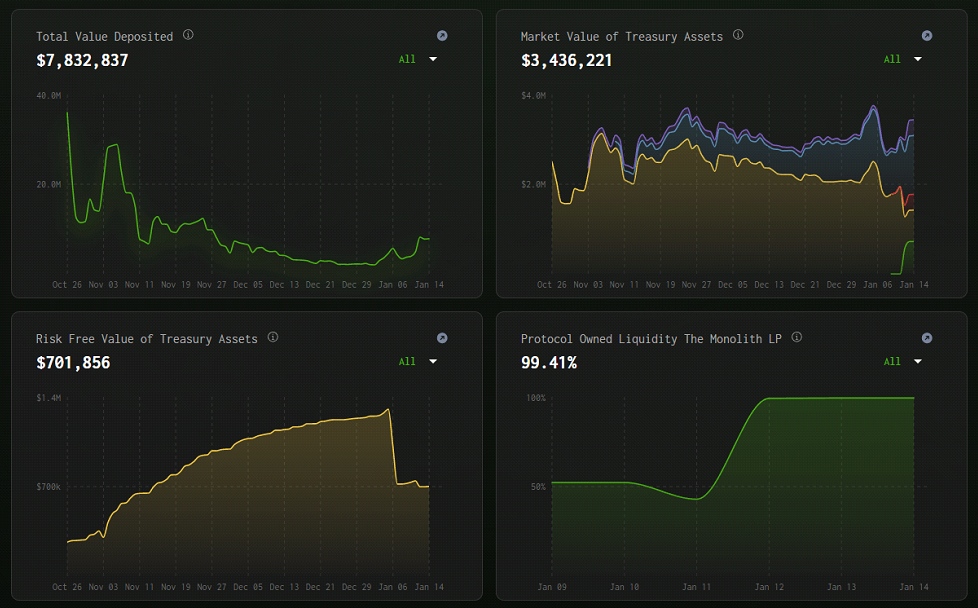 Total Value Deposited
$7,832,837
All
40.0M
20.0M
Oct 26 Nov 03 Nov 11 Nov 19 Nov 27 Dec 05 Dec 13 Dec 21 Dec 29 Jan 06 Jan 14
Market Value of Treasury Assets
$3,436,221
All
$4.0M
$2.0M
Oct 26 Nov 03 Nov 11 Nov 19 Nov 27 Dec 05 Dec 13 Dec 21 Dec 29 Jan 06 Jan 14
Risk Free Value of Treasury Assets
$701,856
All
$1.4M
$700k
Oct 26 Nov 03 Nov 11 Nov 19 Nov 27 Dec 05 Dec 13 Dec 21 Dec 29 Jan 06 Jan 14
Protocol Owned Liquidity The Monolith LP
99.41%
All
100%
50%
Jan 09 Jan 10 Jan 11 Jan 12 Jan 13 Jan 14